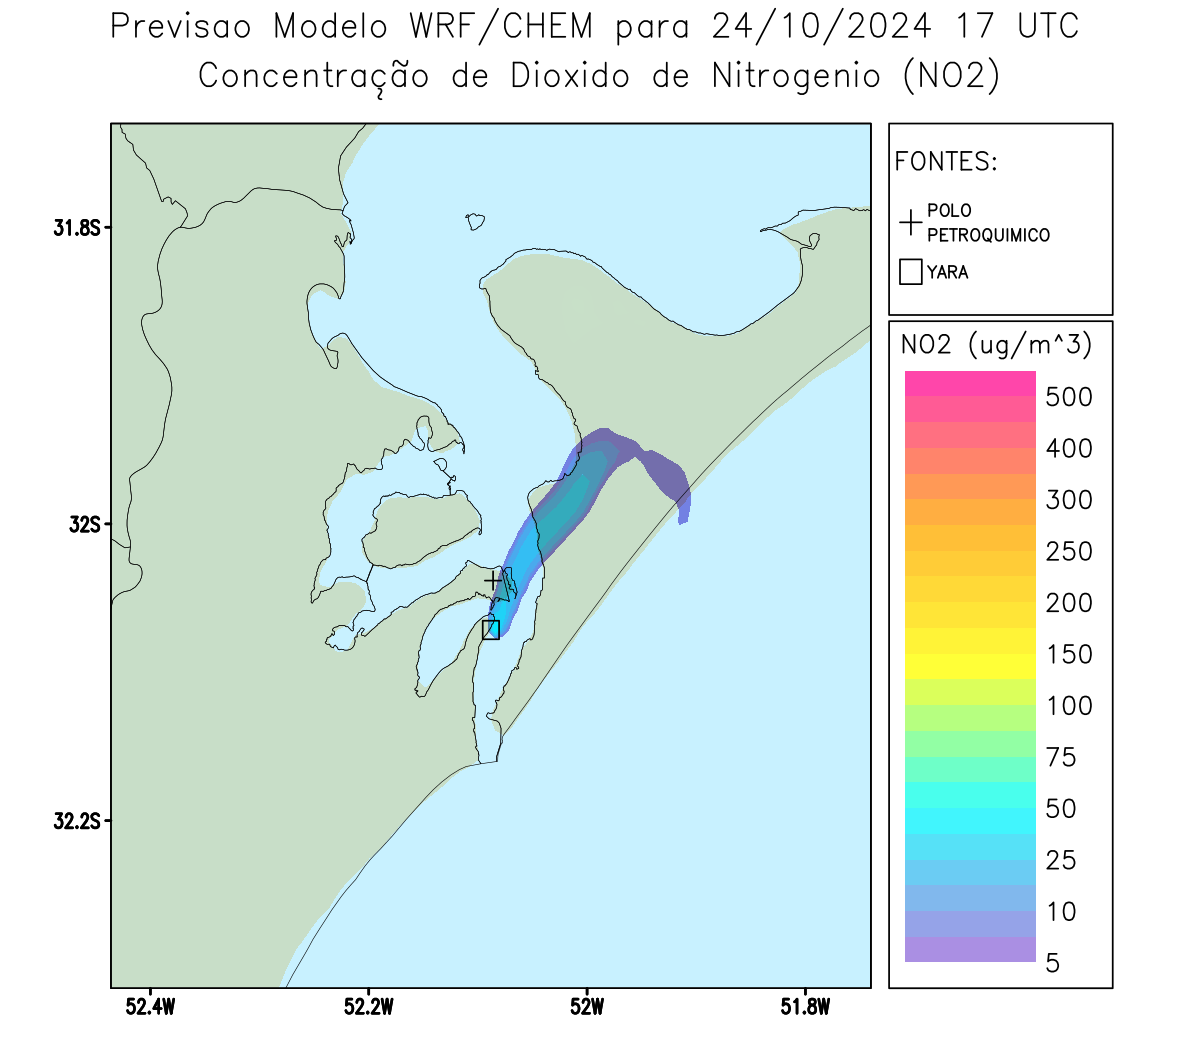 Previsao Modelo WRF/CHEM para 24/10/2024 17 UTC
Concentração de Dioxido de Nitrogenio (NO2)
FONTES:
POLO
PETROQUIMICO
YARA
NO2 (ug/m^3)
500
400
300
250
200
150
100
75
50
25
10
5
31.8S
32S
32.2S
52.4W
52.2W
52W
51.8W